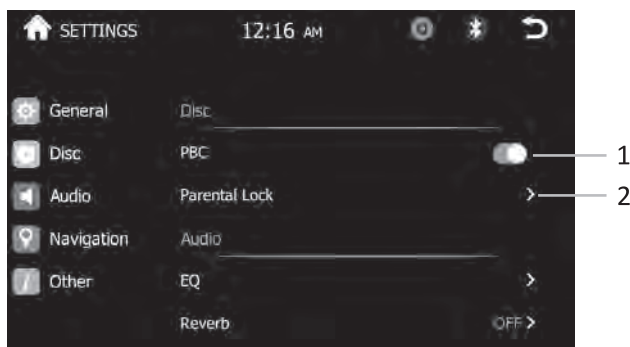 SETTINGS 12:16 AM
General Disc
Disc PBC 1
Audio Parental Lock 2
Navigation Audio
Other EQ
Reverb OFF